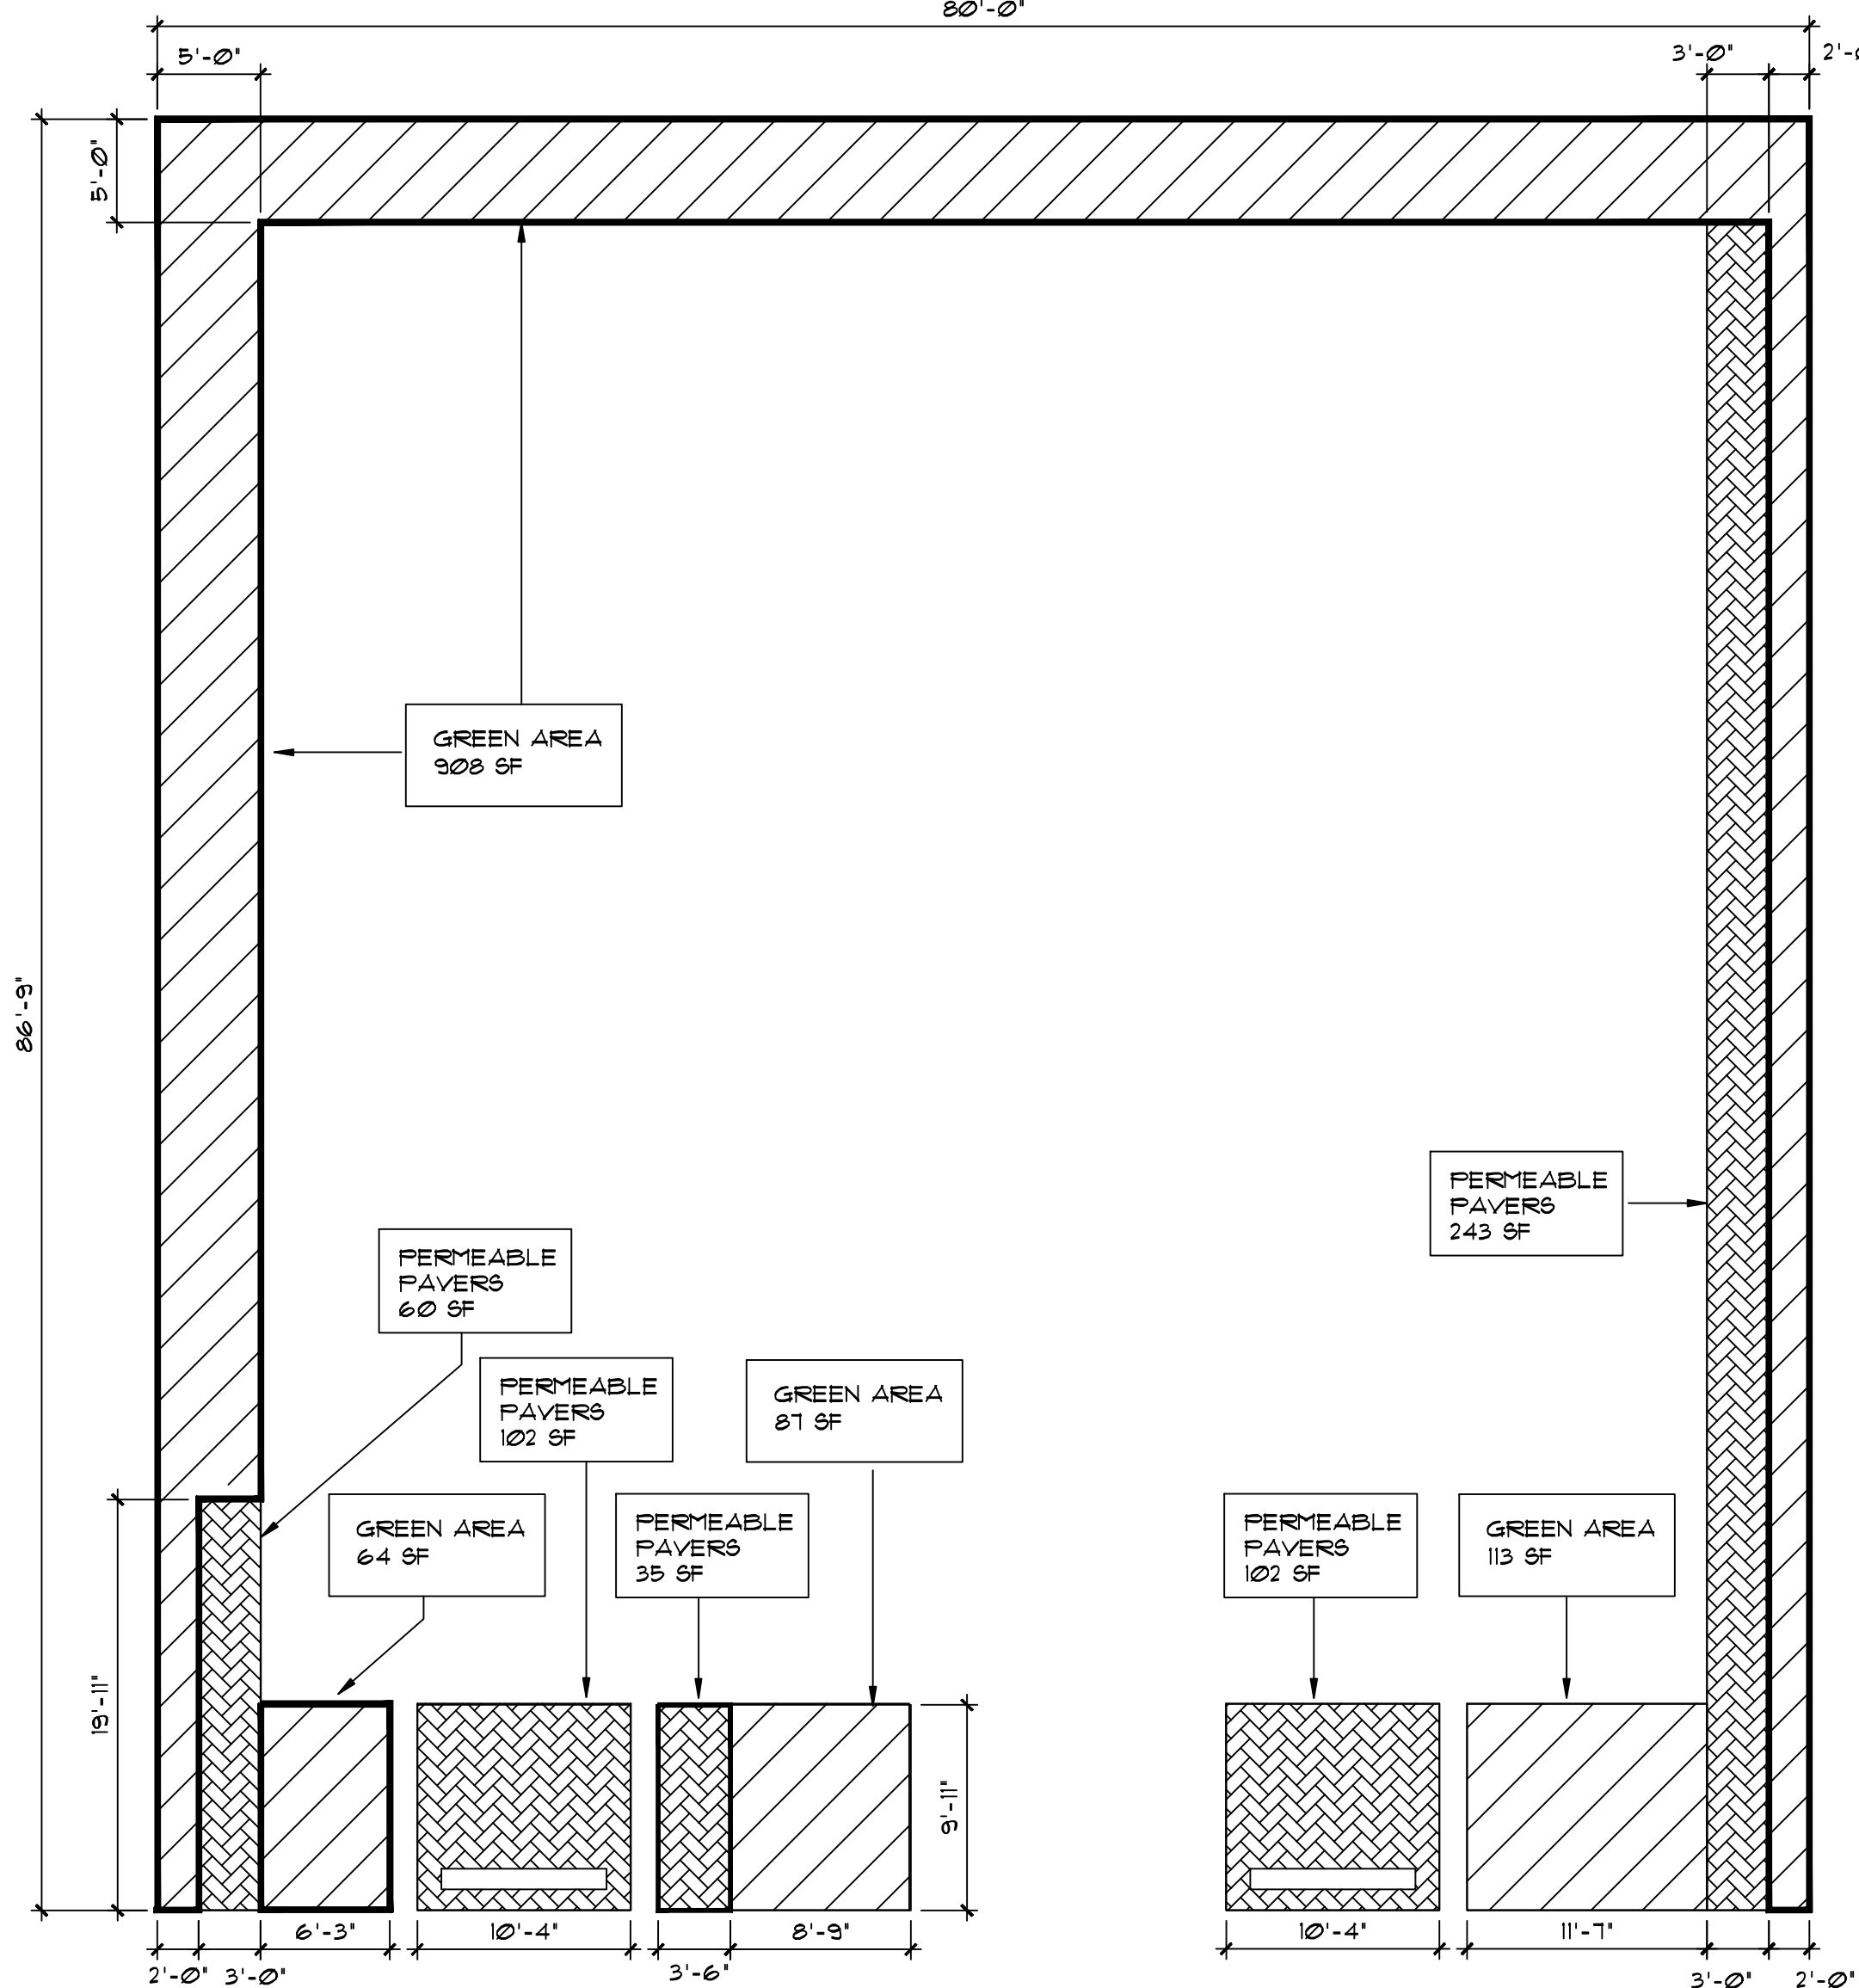 80'-0"
5'-0"
3'-0"
2'-0
5'-0"
GREEN AREA
908 SF
86'-9"
PERMEABLE
PAVERS
243 SF
PERMEABLE
PAVERS
60 SF
PERMEABLE
PAVERS
102 SF
GREEN AREA
87 SF
GREEN AREA
64 SF
PERMEABLE
PAVERS
35 SF
PERMEABLE
PAVERS
102 SF
GREEN AREA
113 SF
19'-11"
9'-11"
6'-3"
10'-4"
8'-9"
10'-4"
11'-7"
2'-0"
3'-0"
3'-6"
3'-0"
2'-0"